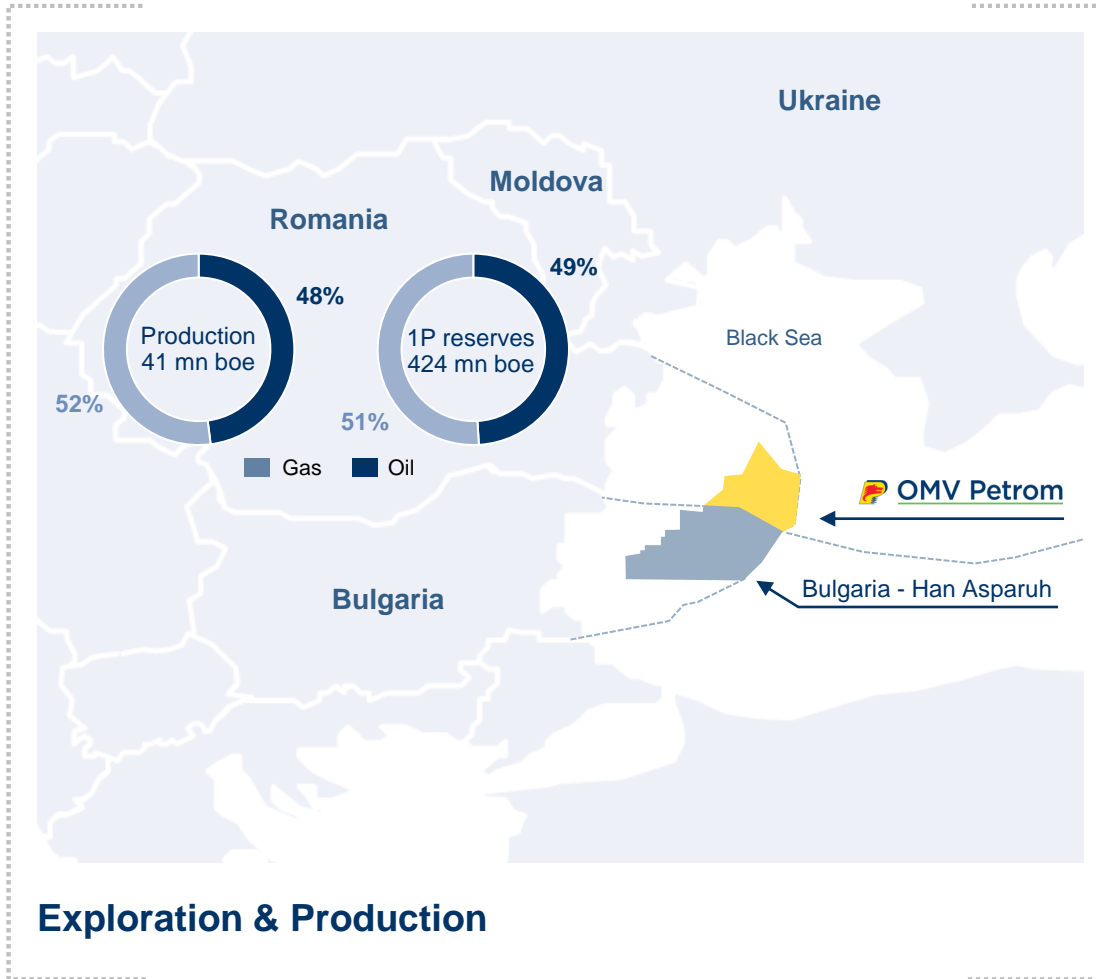 Ukraine
Moldova
Romania
49%
48%
Production
41 mn boe
1P reserves
424 mn boe
Black Sea
52%
51%
Gas
Oil
OMV Petrom
Bulgaria - Han Asparuh
Bulgaria
Exploration & Production